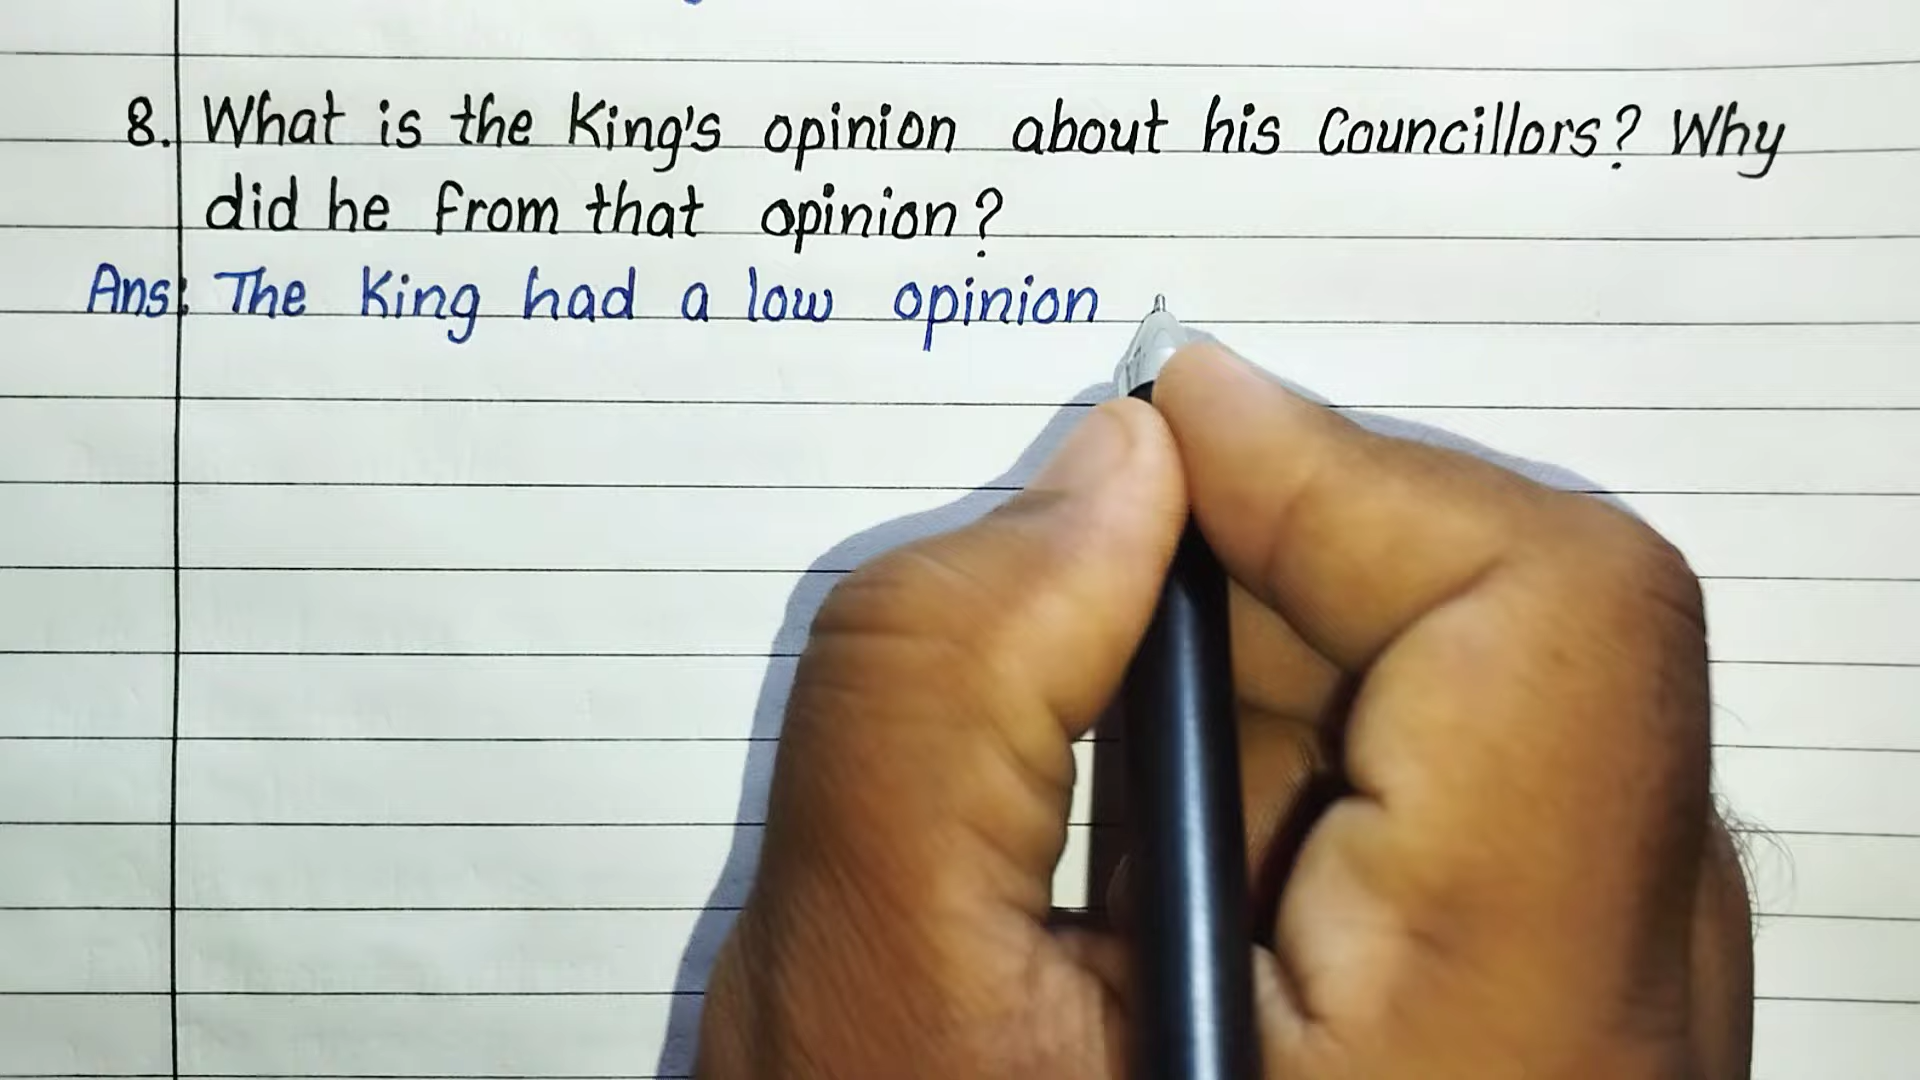 8. What is the King's opinion about his Councillors? Why
did he from that opinion?
Ans: The King had a low opinion